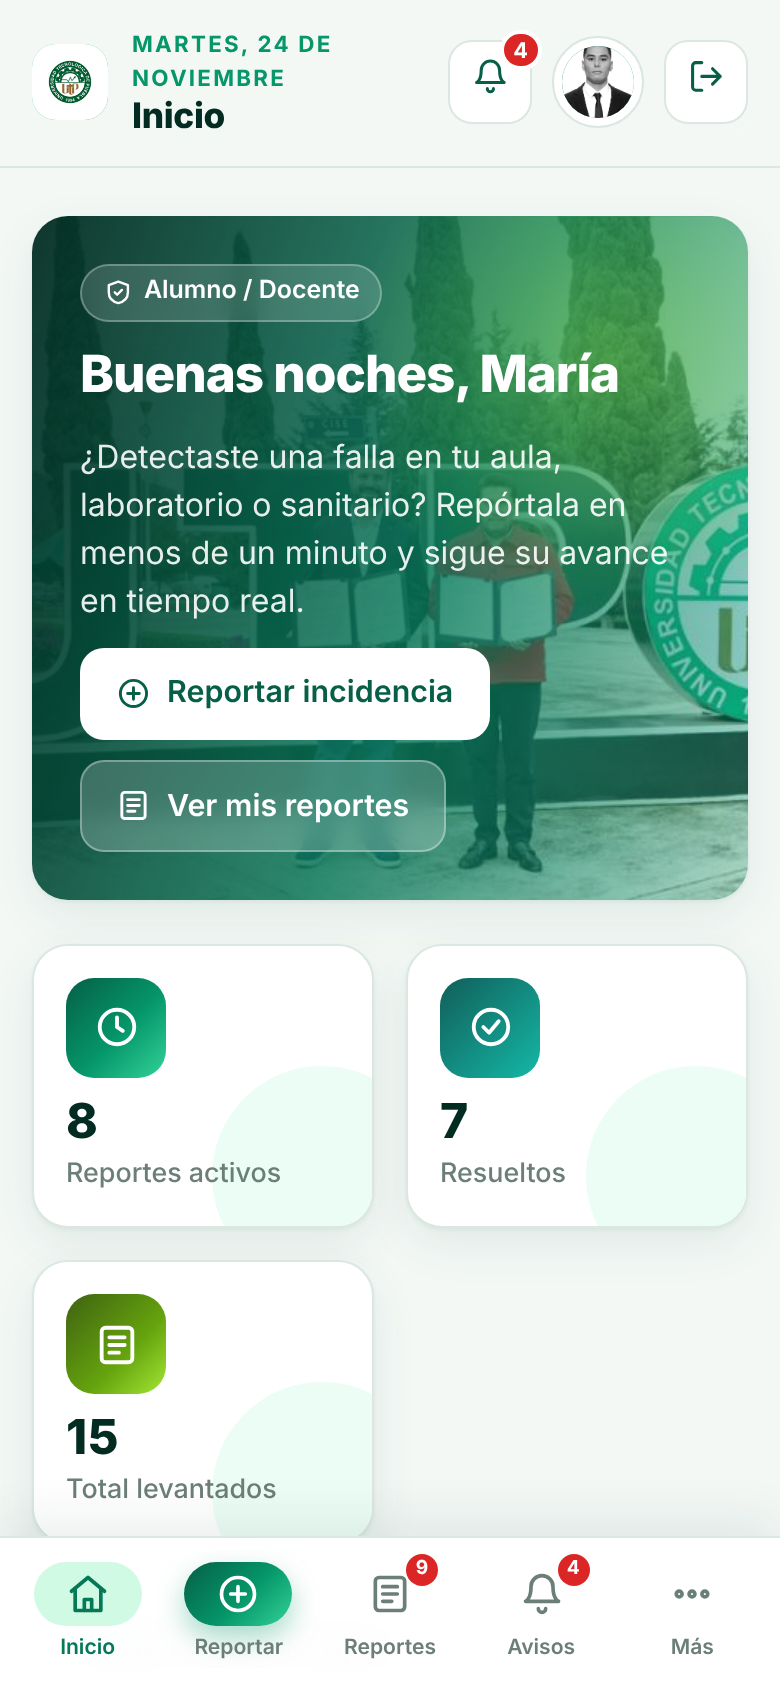 MARTES, 24 DE
NOVIEMBRE
Inicio
4
Alumno / Docente
Buenas noches, María
¿Detectaste una falla en tu aula,
laboratorio o sanitario? Repórtala en
menos de un minuto y sigue su avance
en tiempo real.
UNIVERSIDAD TECN
Reportar incidencia
Ver mis reportes
8
Reportes activos
7
Resueltos
15
Total levantados
9
4
Inicio
Reportar
Reportes
Avisos
Más